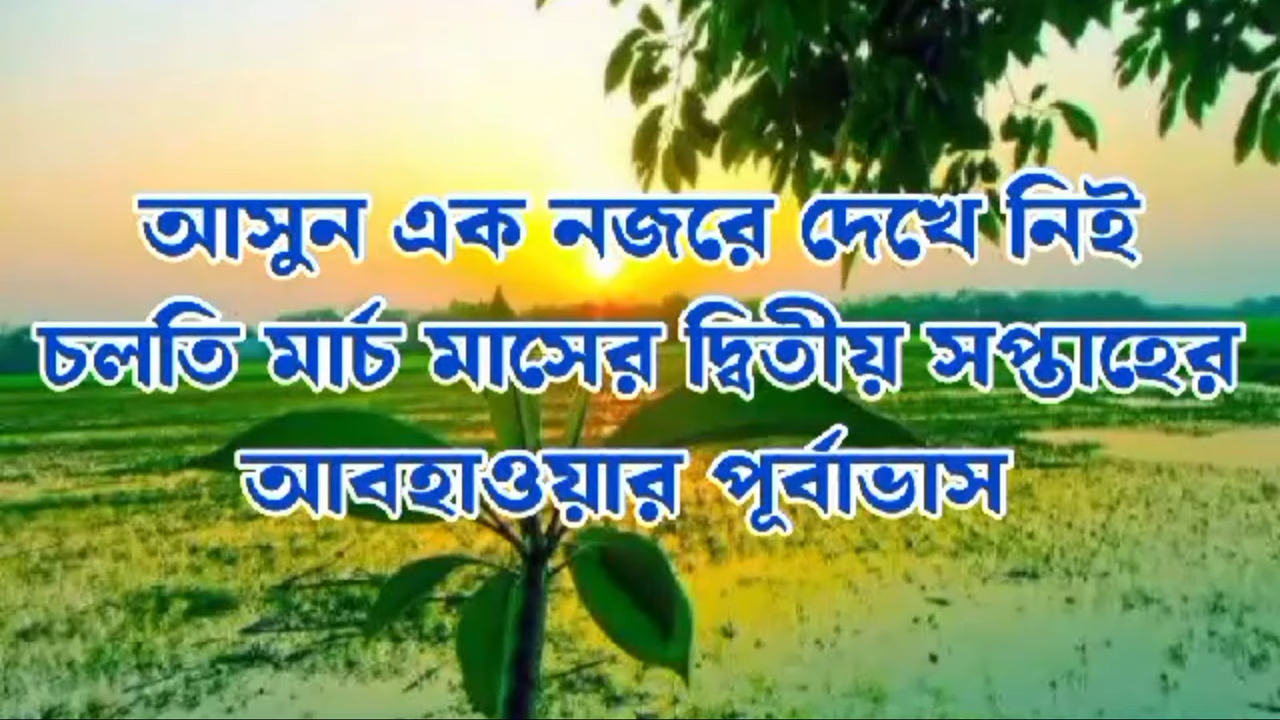 আসুন এক নজরে দেখে নিই
চলতি মার্চ মাসের দ্বিতীয় সপ্তাহের
আবহাওয়ার পূর্বাভাস